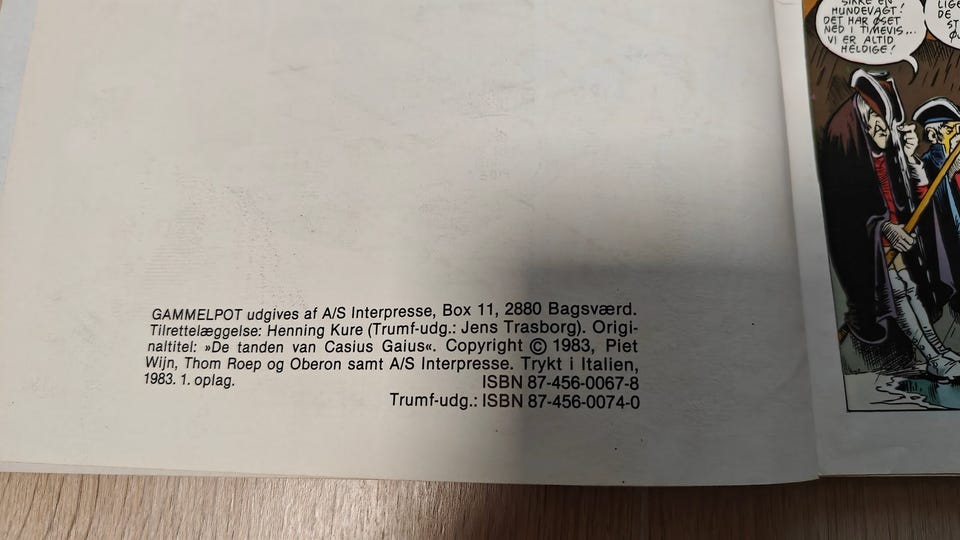 GAMMELPOT udgives af A/S Interpresse, Box 11, 2880 Bagsværd.
Tilrettelæggelse: Henning Kure (Trumf-udg.: Jens Trasborg). Origi-
naltitel: »De tanden van Casius Gaius«. Copyright © 1983, Piet
Wijn, Thom Roep og Oberon samt A/S Interpresse. Trykt i Italien,
1983. 1. oplag. ISBN 87-456-0067-8
Trumf-udg.: ISBN 87-456-0074-0
SIKKE EN
HUNDEVAGT!
DET HAR ØSET
NED I TIMEVIS...
VI ER ALTID
HELDIGE!
DE